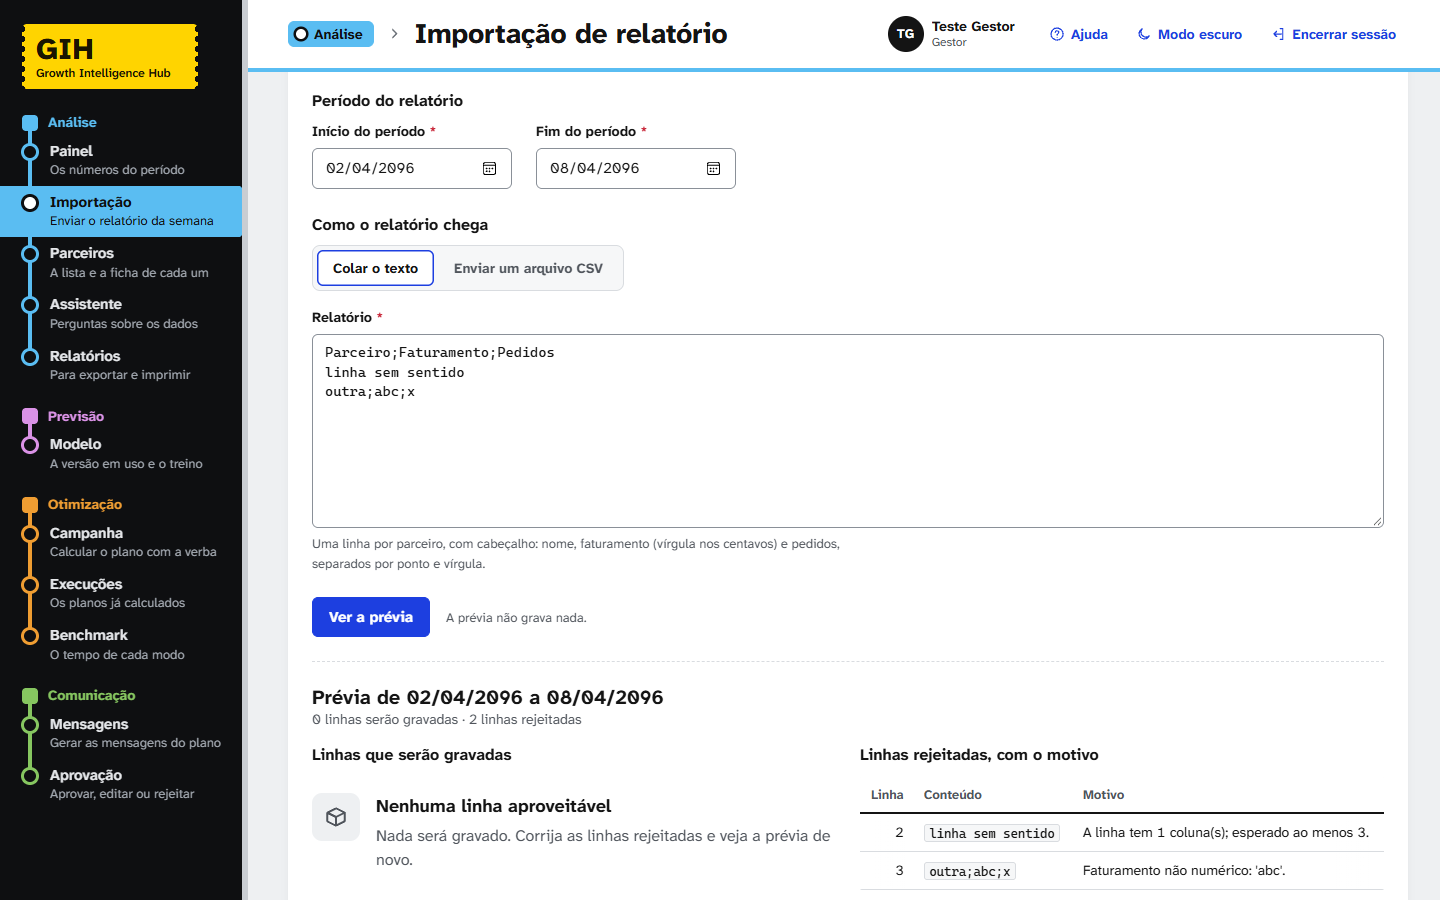 GIH
Growth Intelligence Hub
Análise
Painel
Os números do período
Importação
Enviar o relatório da semana
Parceiros
A lista e a ficha de cada um
Assistente
Perguntas sobre os dados
Relatórios
Para exportar e imprimir
Previsão
Modelo
A versão em uso e o treino
Otimização
Campanha
Calcular o plano com a verba
Execuções
Os planos já calculados
Benchmark
O tempo de cada modo
Comunicação
Mensagens
Gerar as mensagens do plano
Aprovação
Aprovar, editar ou rejeitar
Análise
Importação de relatório
TG
Teste Gestor
Gestor
Ajuda
Modo escuro
Encerrar sessão
Período do relatório
Início do período *
Fim do período *
02/04/2096
08/04/2096
Como o relatório chega
Colar o texto
Enviar um arquivo CSV
Relatório *
Parceiro;Faturamento;Pedidos
linha sem sentido
outra;abc;x
Uma linha por parceiro, com cabeçalho: nome, faturamento (vírgula nos centavos) e pedidos,
separados por ponto e vírgula.
Ver a prévia
A prévia não grava nada.
Prévia de 02/04/2096 a 08/04/2096
0 linhas serão gravadas · 2 linhas rejeitadas
Linhas que serão gravadas
Nenhuma linha aproveitável
Nada será gravado. Corrija as linhas rejeitadas e veja a prévia de
novo.
Linhas rejeitadas, com o motivo
Linha Conteúdo Motivo
2 linha sem sentido A linha tem 1 coluna(s); esperado ao menos 3.
3 outra;abc;x Faturamento não numérico: 'abc'.